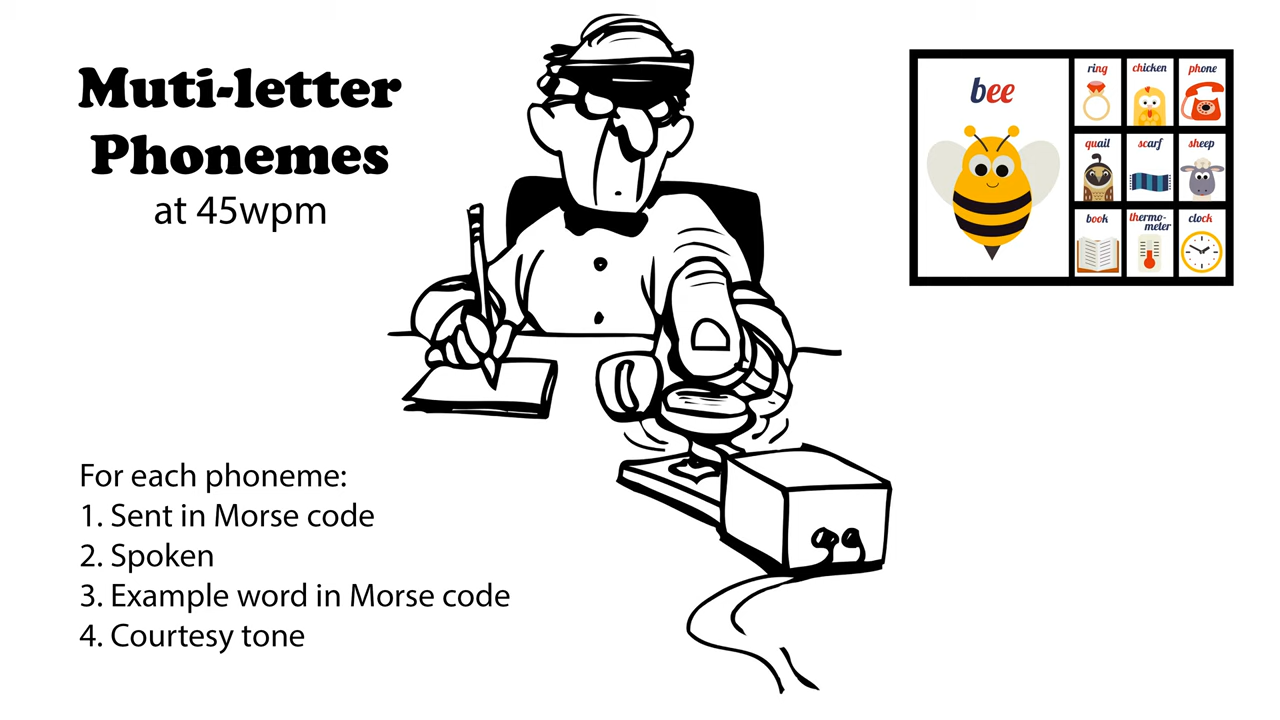 Muti-letter
Phonemes
at 45wpm
bee
ring
chicken
phone
quail
scarf
sheep
book
thermo-
meter
clock
For each phoneme:
1. Sent in Morse code
2. Spoken
3. Example word in Morse code
4. Courtesy tone